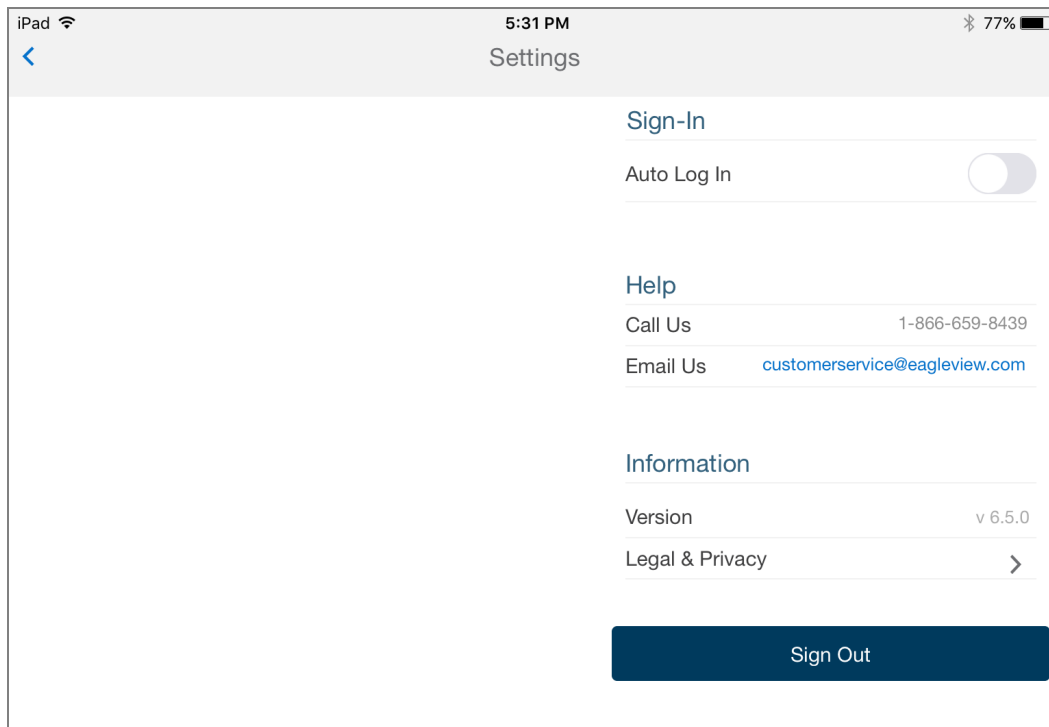 iPad 5:31 PM 77%
Settings
Sign-In
Auto Log In
Help
Call Us 1-866-659-8439
Email Us customerservice@eagleview.com
Information
Version v 6.5.0
Legal & Privacy
Sign Out